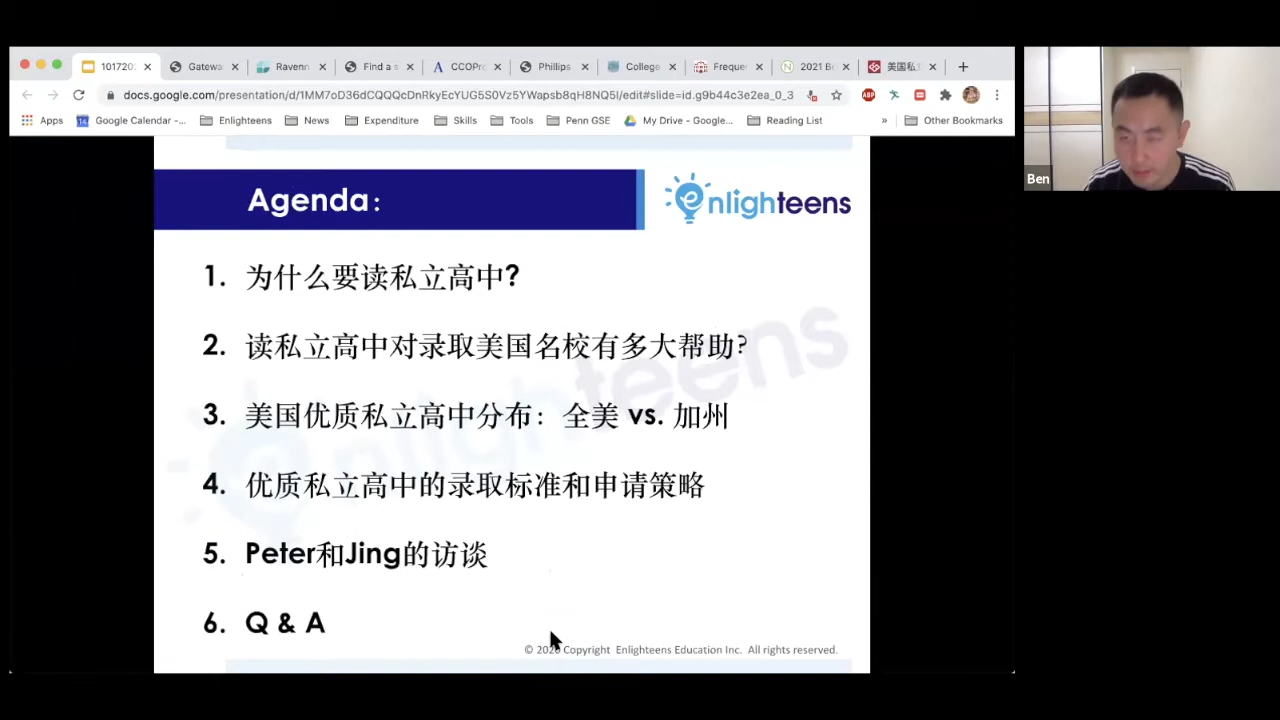 101720
Gatewa
Ravenn
Find a s
CCOPro
Phillips
College
Freque
2021 Be
美国私
docs.google.com/presentation/d/1MM7oD36dCQQQcDnRkyEcYUG5S0Vz5YWapsb8qH8NQ5I/edit#slide=id.g9b44c3e2ea_0_3
ABP
Apps
Google Calendar -...
Enlighteens
News
Expenditure
Skills
Tools
Penn GSE
My Drive - Google...
Reading List
»
Other Bookmarks
Ben
Agenda:
enlighteens
1. 为什么要读私立高中?
2. 读私立高中对录取美国名校有多大帮助?
3. 美国优质私立高中分布：全美 vs. 加州
4. 优质私立高中的录取标准和申请策略
5. Peter和Jing的访谈
6. Q & A
enlighteens
© 2020 Copyright Enlighteens Education Inc. All rights reserved.